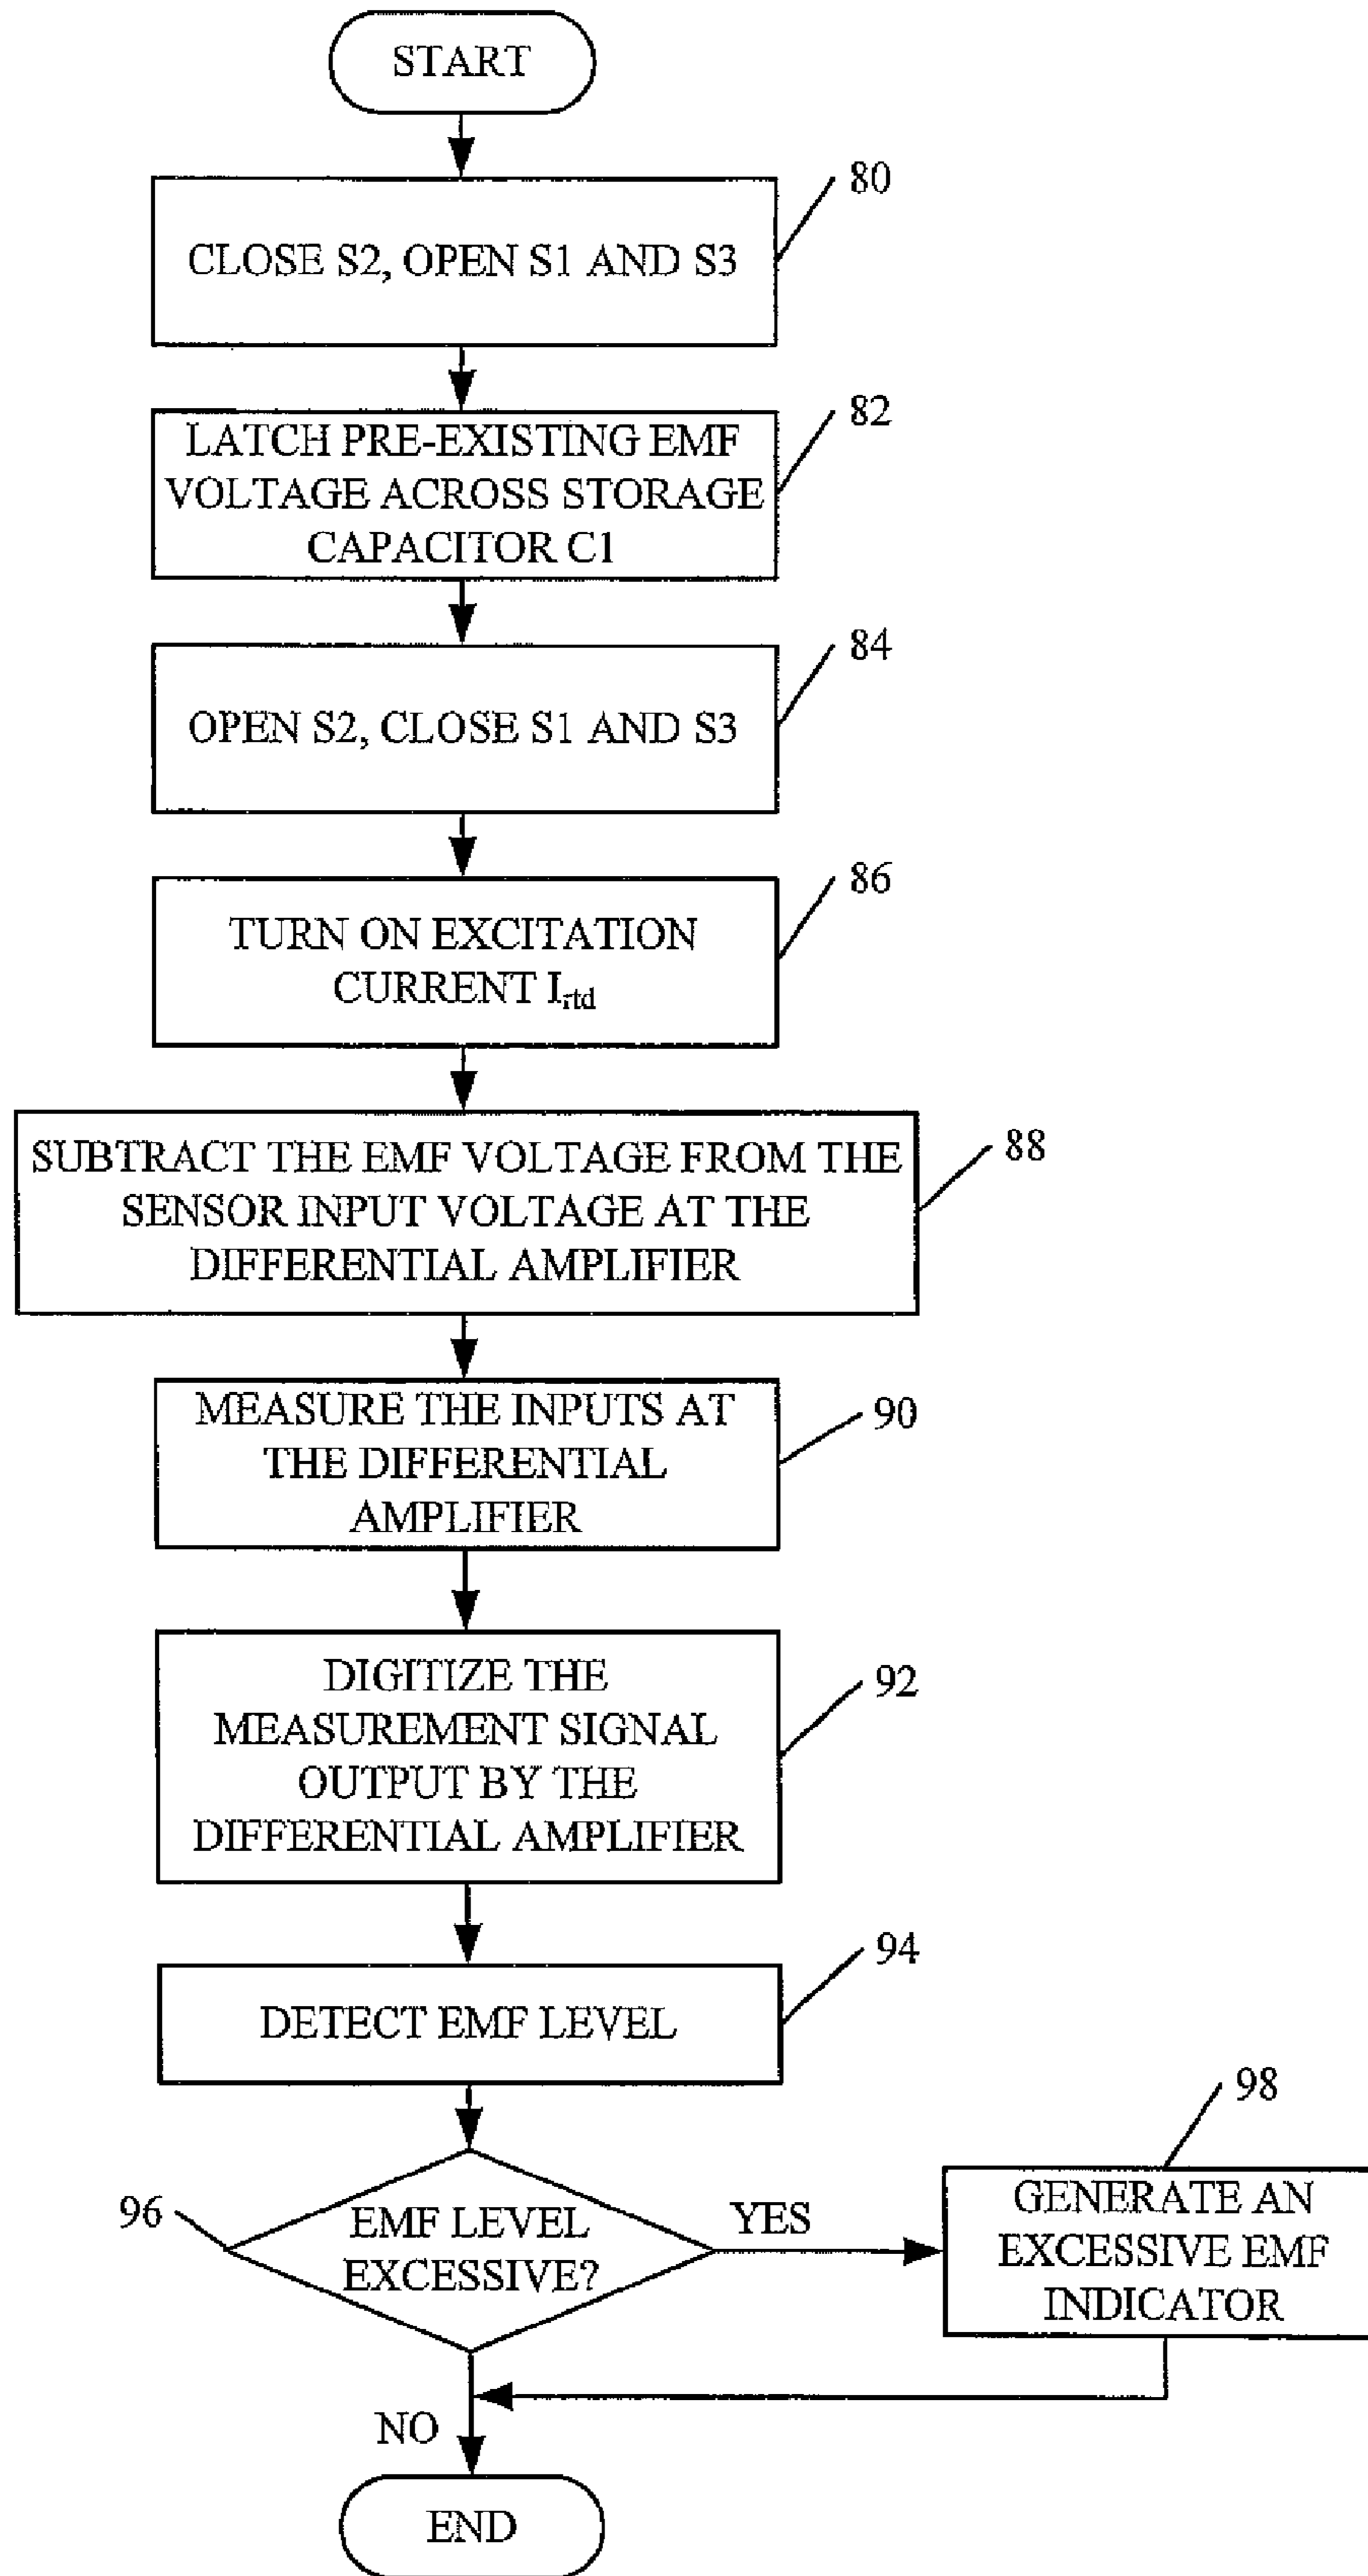 START
80
CLOSE S2, OPEN S1 AND S3
82
LATCH PRE-EXISTING EMF
VOLTAGE ACROSS STORAGE
CAPACITOR C1
84
OPEN S2, CLOSE S1 AND S3
86
TURN ON EXCITATION
CURRENT Irtd
88
SUBTRACT THE EMF VOLTAGE FROM THE
SENSOR INPUT VOLTAGE AT THE
DIFFERENTIAL AMPLIFIER
90
MEASURE THE INPUTS AT
THE DIFFERENTIAL
AMPLIFIER
92
DIGITIZE THE
MEASUREMENT SIGNAL
OUTPUT BY THE
DIFFERENTIAL AMPLIFIER
94
DETECT EMF LEVEL
96
EMF LEVEL
EXCESSIVE?
YES
98
GENERATE AN
EXCESSIVE EMF
INDICATOR
NO
END